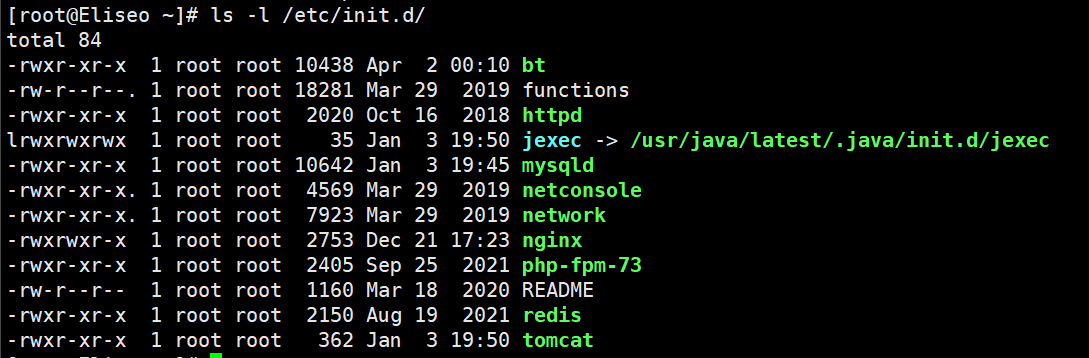 [root@Eliseo ~]# ls -l /etc/init.d/
total 84
-rwxr-xr-x  1 root root 10438 Apr  2 00:10 bt
-rw-r--r--. 1 root root 18281 Mar 29  2019 functions
-rwxr-xr-x  1 root root  2020 Oct 16  2018 httpd
lrwxrwxrwx  1 root root    35 Jan  3 19:50 jexec -> /usr/java/latest/.java/init.d/jexec
-rwxr-xr-x  1 root root 10642 Jan  3 19:45 mysqld
-rwxr-xr-x. 1 root root  4569 Mar 29  2019 netconsole
-rwxr-xr-x. 1 root root  7923 Mar 29  2019 network
-rwxrwxr-x  1 root root  2753 Dec 21 17:23 nginx
-rwxr-xr-x  1 root root  2405 Sep 25  2021 php-fpm-73
-rw-r--r--  1 root root  1160 Mar 18  2020 README
-rwxr-xr-x  1 root root  2150 Aug 19  2021 redis
-rwxr-xr-x  1 root root   362 Jan  3 19:50 tomcat